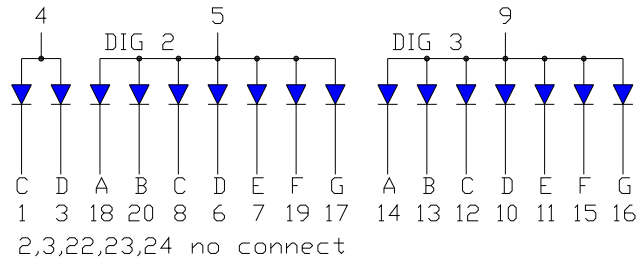 4 5 9
DIG 2 DIG 3
C D A B C D E F G A B C D E F G
1 3 18 20 8 6 7 19 17 14 13 12 10 11 15 16
2,3,22,23,24 no connect